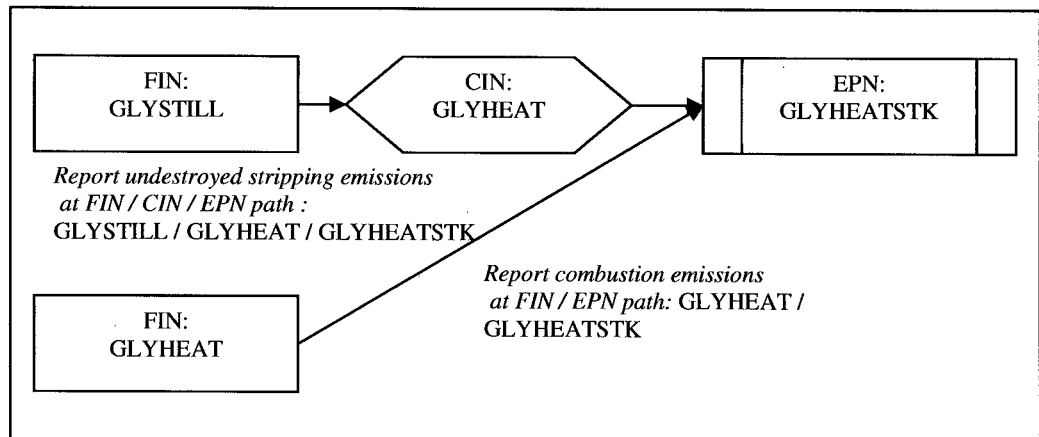 FIN:
GLYSTILL
CIN:
GLYHEAT
EPN:
GLYHEATSTK
Report undestroyed stripping emissions
at FIN / CIN / EPN path :
GLYSTILL / GLYHEAT / GLYHEATSTK
Report combustion emissions
at FIN / EPN path: GLYHEAT /
GLYHEATSTK
FIN:
GLYHEAT